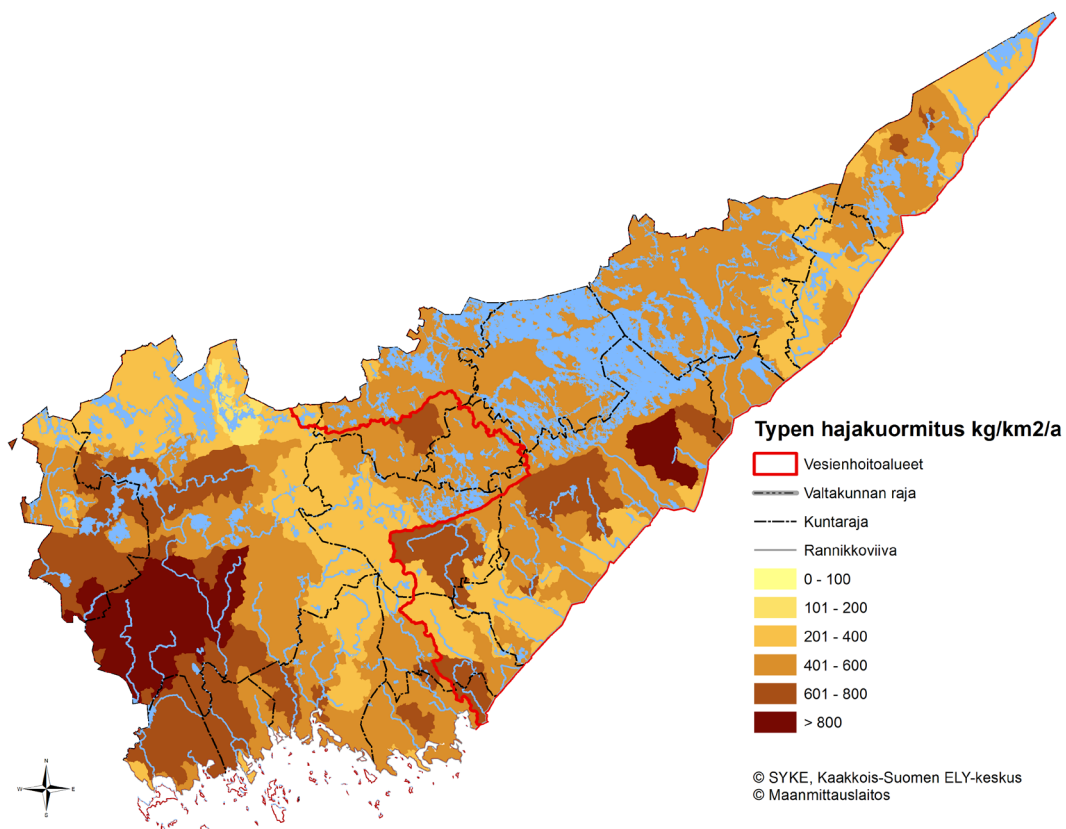 Typen hajakuormitus kg/km2/a
Vesienhoitoalueet
Valtakunnan raja
Kuntaraja
Rannikkoviiva
0 - 100
101 - 200
201 - 400
401 - 600
601 - 800
> 800
N
W E
S
© SYKE, Kaakkois-Suomen ELY-keskus
© Maanmittauslaitos